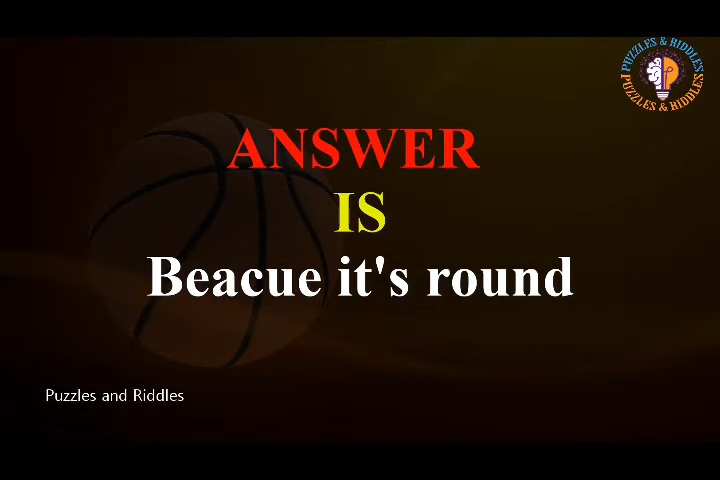 PUZZLES & RIDDLES
PUZZLES & RIDDLES
ANSWER
IS
Beacue it's round
Puzzles and Riddles